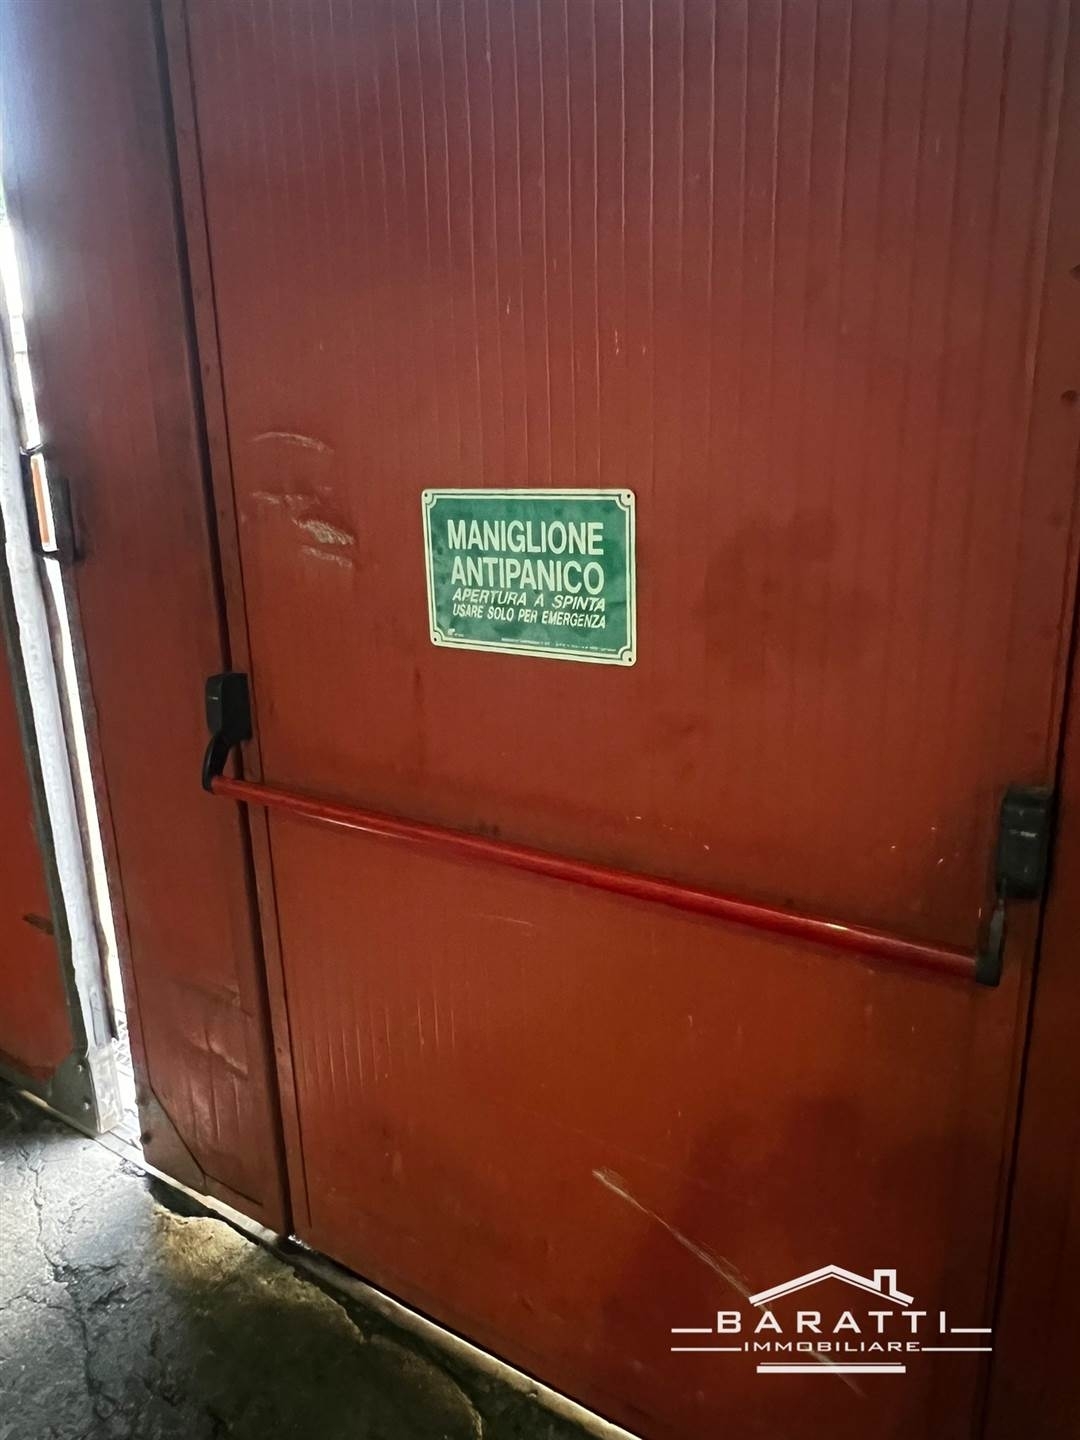 MANIGLIONE
ANTIPANICO
APERTURA A SPINTA
USARE SOLO PER EMERGENZA
BARATTI
IMMOBILIARE